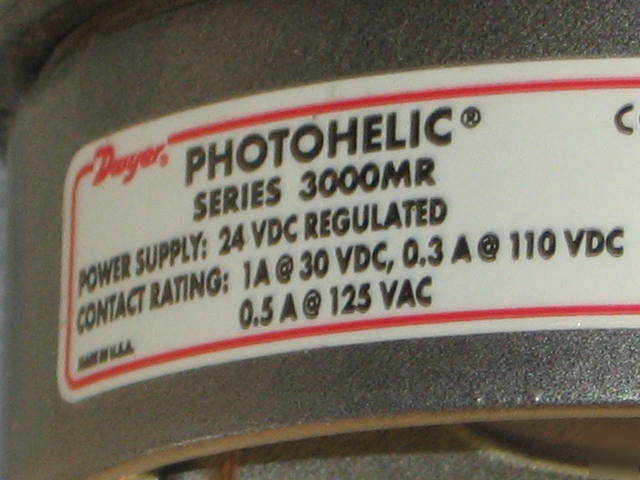 Dwyer® PHOTOHELIC®
SERIES 3000MR
POWER SUPPLY: 24 VDC REGULATED
CONTACT RATING: 1A @ 30 VDC, 0.3 A @ 110 VDC
0.5 A @ 125 VAC
MADE IN U.S.A.